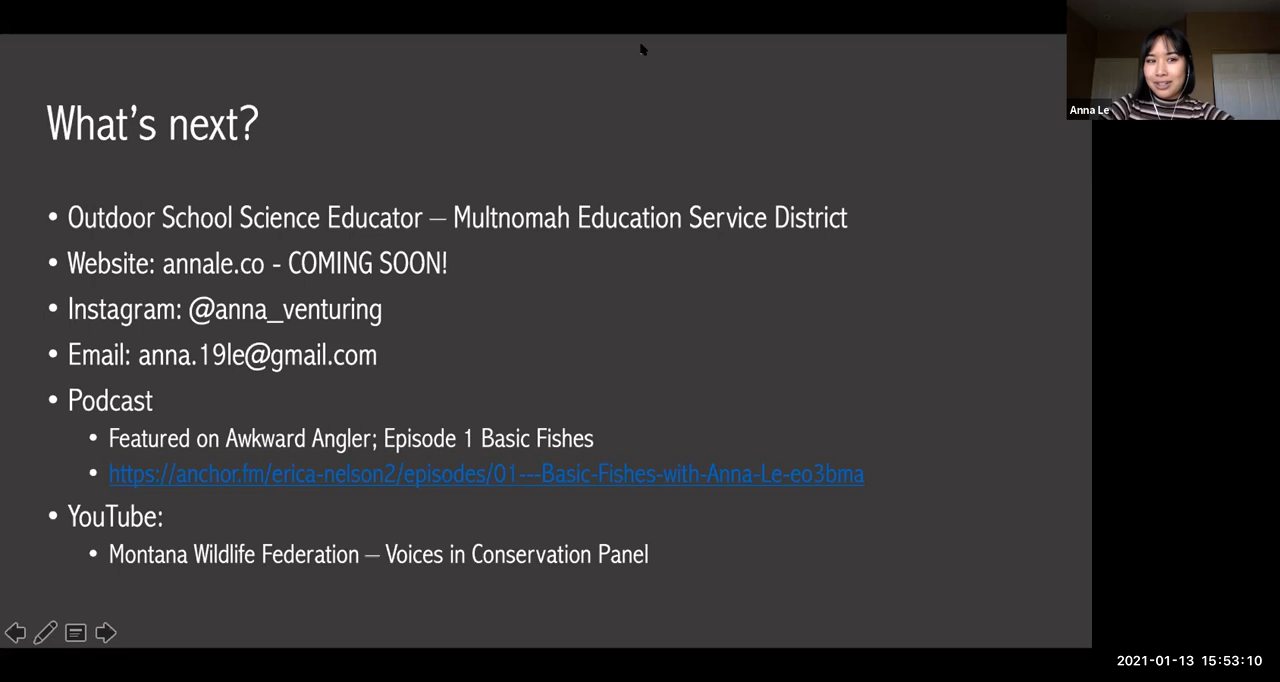 Anna Le
What's next?
• Outdoor School Science Educator – Multnomah Education Service District
• Website: annale.co - COMING SOON!
• Instagram: @anna_venturing
• Email: anna.19le@gmail.com
• Podcast
• Featured on Awkward Angler; Episode 1 Basic Fishes
• https://anchor.fm/erica-nelson2/episodes/01---Basic-Fishes-with-Anna-Le-eo3bma
• YouTube:
• Montana Wildlife Federation – Voices in Conservation Panel
2021-01-13 15:53:10